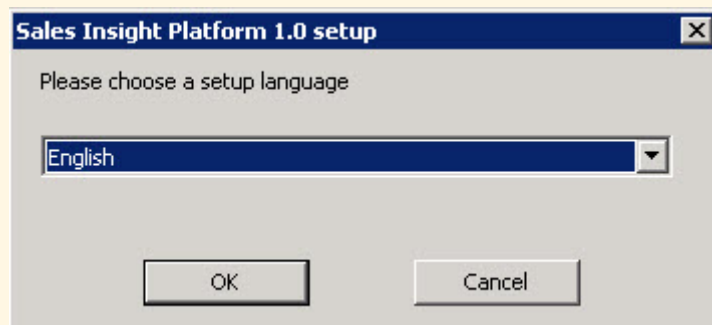 Sales Insight Platform 1.0 setup
Please choose a setup language
English
OK
Cancel